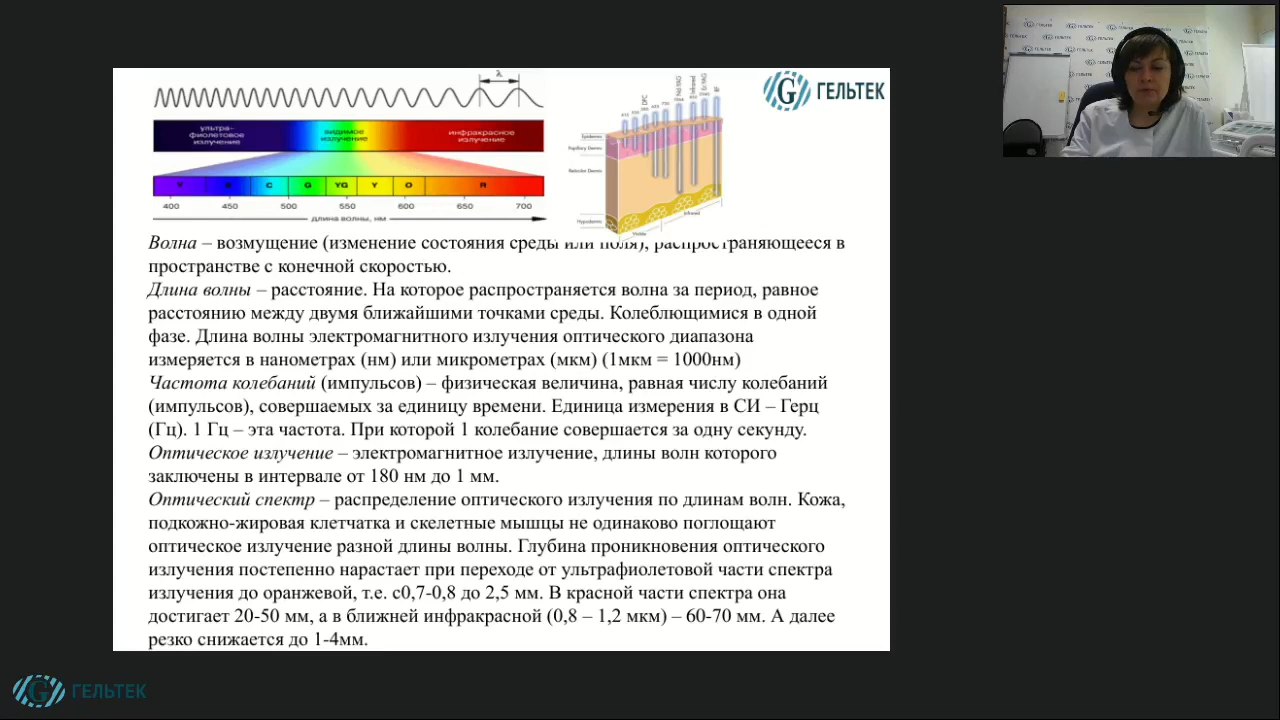 λ
ультра-
фиолетовое
излучение
видимое
излучение
инфракрасное
излучение
V B C G YG Y O R
400 450 500 550 600 650 700
длина волны, нм
Epidermis
Papillary Dermis
Reticular Dermis
Hypodermis
Visible
Infrared
ГЕЛЬТЕК
Волна – возмущение (изменение состояния среды или поля), распространяющееся в
пространстве с конечной скоростью.
Длина волны – расстояние. На которое распространяется волна за период, равное
расстоянию между двумя ближайшими точками среды. Колеблющимися в одной
фазе. Длина волны электромагнитного излучения оптического диапазона
измеряется в нанометрах (нм) или микрометрах (мкм) (1мкм = 1000нм)
Частота колебаний (импульсов) – физическая величина, равная числу колебаний
(импульсов), совершаемых за единицу времени. Единица измерения в СИ – Герц
(Гц). 1 Гц – эта частота. При которой 1 колебание совершается за одну секунду.
Оптическое излучение – электромагнитное излучение, длины волн которого
заключены в интервале от 180 нм до 1 мм.
Оптический спектр – распределение оптического излучения по длинам волн. Кожа,
подкожно-жировая клетчатка и скелетные мышцы не одинаково поглощают
оптическое излучение разной длины волны. Глубина проникновения оптического
излучения постепенно нарастает при переходе от ультрафиолетовой части спектра
излучения до оранжевой, т.е. с0,7-0,8 до 2,5 мм. В красной части спектра она
достигает 20-50 мм, а в ближней инфракрасной (0,8 – 1,2 мкм) – 60-70 мм. А далее
резко снижается до 1-4мм.
ГЕЛЬТЕК